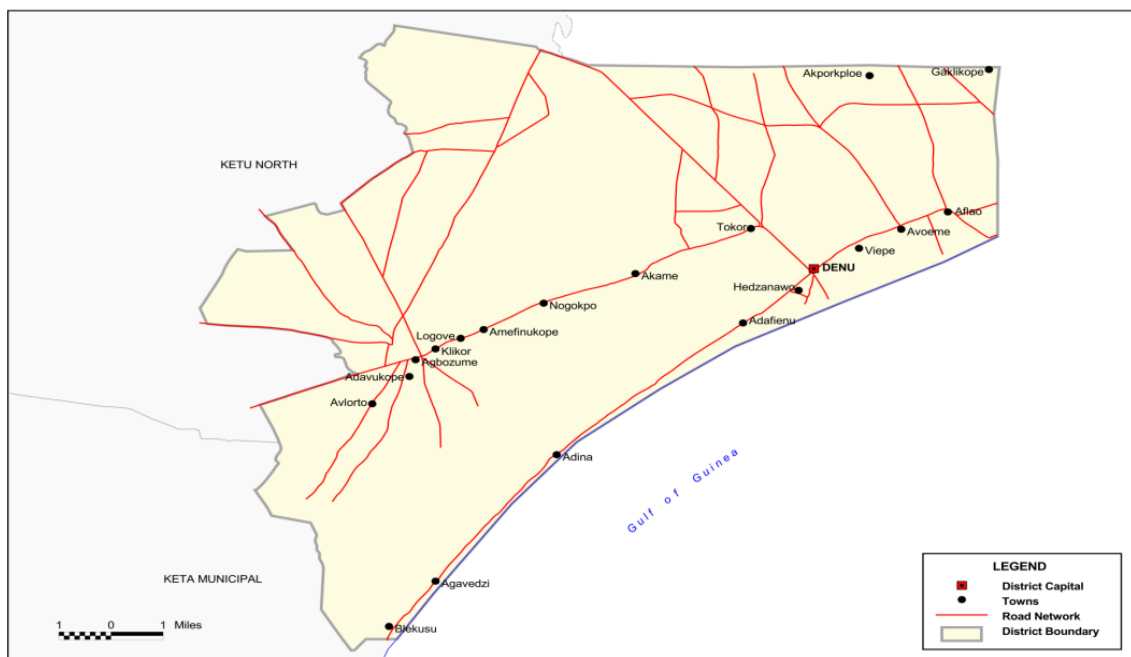 Akporkploe
Gaklikope
KETU NORTH
Aflao
Tokor
Avoeme
Viepe
DENU
Akame
Hedzanawo
Nogokpo
Adafienu
Amefinukope
Logove
Klikor
Agbozume
Adavukope
Avlorto
Adina
Gulf of Guinea
KETA MUNICIPAL
Agavedzi
Blekusu
1 0 1 Miles
LEGEND
District Capital
Towns
Road Network
District Boundary